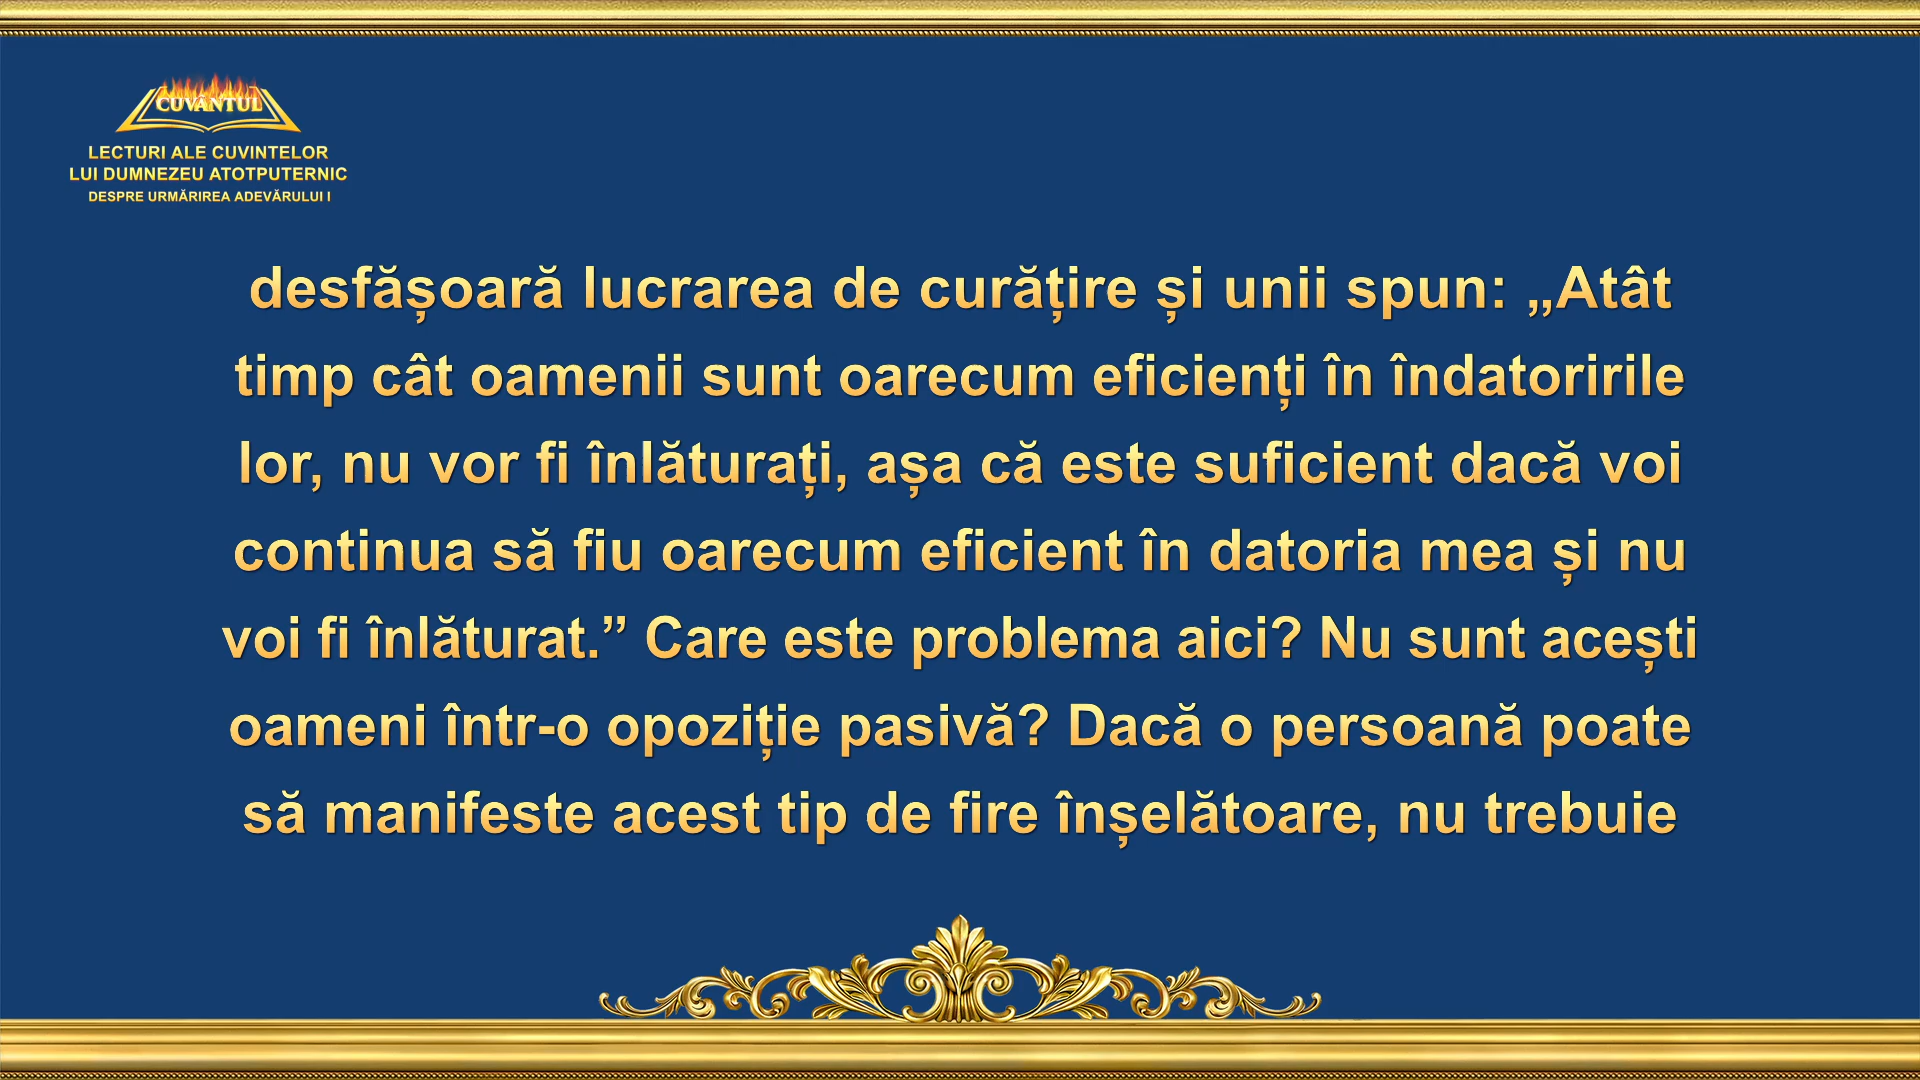 CUVÂNTUL
LECTURI ALE CUVINTELOR
LUI DUMNEZEU ATOTPUTERNIC
DESPRE URMĂRIREA ADEVĂRULUI I
desfășoară lucrarea de curățire și unii spun: „Atât
timp cât oamenii sunt oarecum eficienți în îndatoririle
lor, nu vor fi înlăturați, așa că este suficient dacă voi
continua să fiu oarecum eficient în datoria mea și nu
voi fi înlăturat.” Care este problema aici? Nu sunt acești
oameni într-o opoziție pasivă? Dacă o persoană poate
să manifeste acest tip de fire înșelătoare, nu trebuie